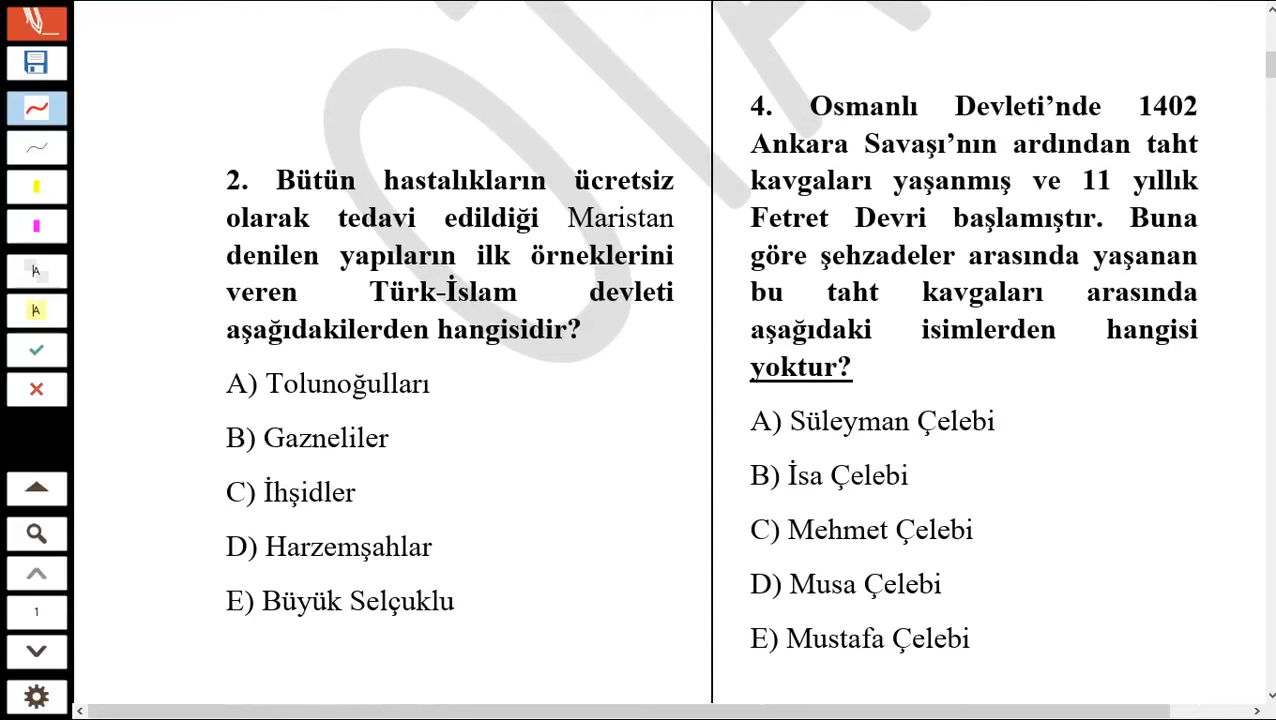 2. Bütün hastalıkların ücretsiz
olarak tedavi edildiği Maristan
denilen yapıların ilk örneklerini
veren Türk-İslam devleti
aşağıdakilerden hangisidir?
A) Tolunoğulları
B) Gazneliler
C) İhşidler
D) Harzemşahlar
E) Büyük Selçuklu
4. Osmanlı Devleti’nde 1402
Ankara Savaşı’nın ardından taht
kavgaları yaşanmış ve 11 yıllık
Fetret Devri başlamıştır. Buna
göre şehzadeler arasında yaşanan
bu taht kavgaları arasında
aşağıdaki isimlerden hangisi
yoktur?
A) Süleyman Çelebi
B) İsa Çelebi
C) Mehmet Çelebi
D) Musa Çelebi
E) Mustafa Çelebi
1